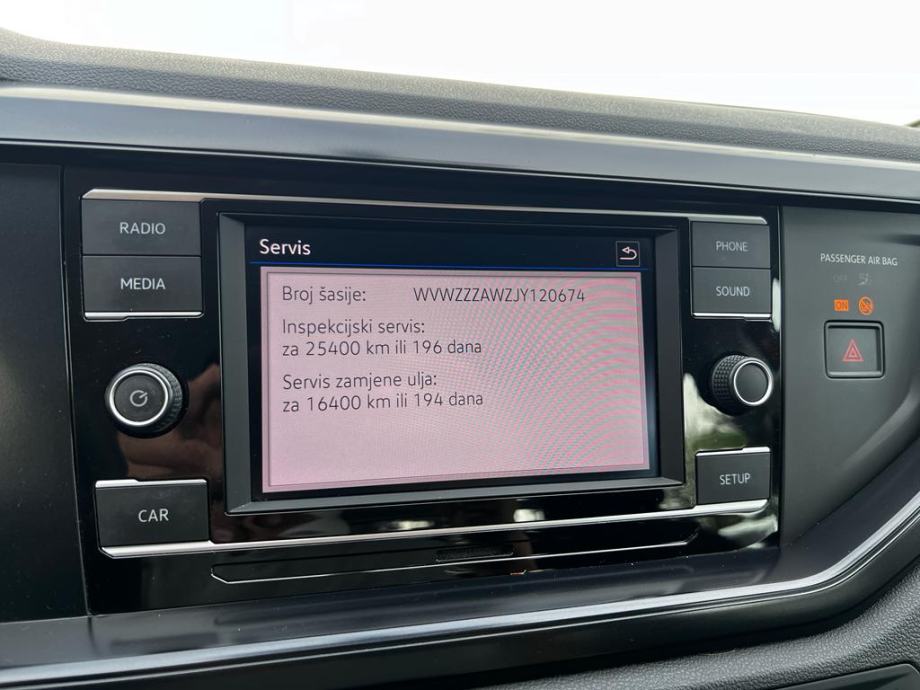 Servis
Broj šasije: WVWZZZAWZJY120674
Inspekcijski servis:
za 25400 km ili 196 dana
Servis zamjene ulja:
za 16400 km ili 194 dana
RADIO
MEDIA
CAR
PHONE
SOUND
SETUP
PASSENGER AIR BAG
OFF
ON